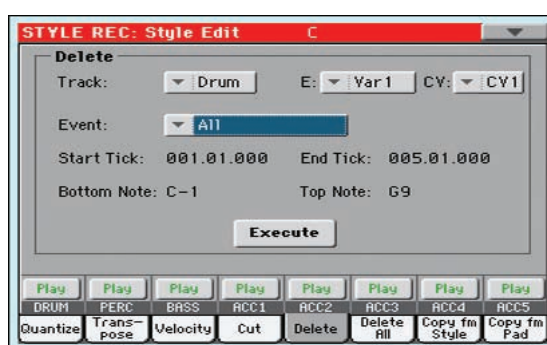 STYLE REC: Style Edit C
Delete
Track: Drum E: Var1 CV: CV1
Event: All
Start Tick: 001.01.000 End Tick: 005.01.000
Bottom Note: C-1 Top Note: G9
Execute
Play Play Play Play Play Play Play Play
DRUM PERC BASS ACC1 ACC2 ACC3 ACC4 ACC5
Quantize Trans-pose Velocity Cut Delete Delete All Copy fm Style Copy fm Pad